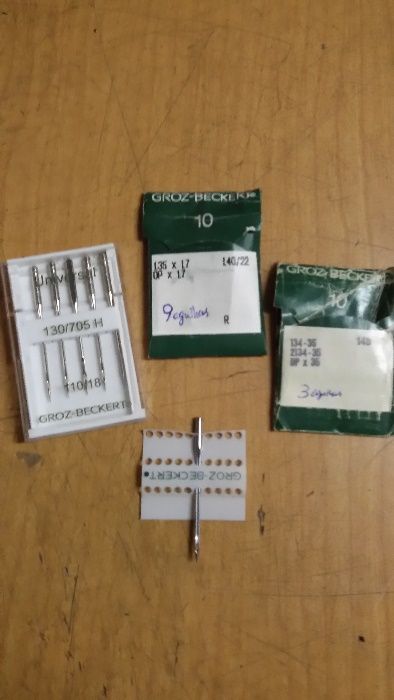 Universal
130/705 H
110/18
GROZ-BECKERT
GROZ-BECKERT
10
135 x 17 140/22
DP x 17
9 agulhas
R
GROZ-BECKERT
10
134-35 140
2134-35
DP x 35
3 agulhas
GROZ-BECKERT